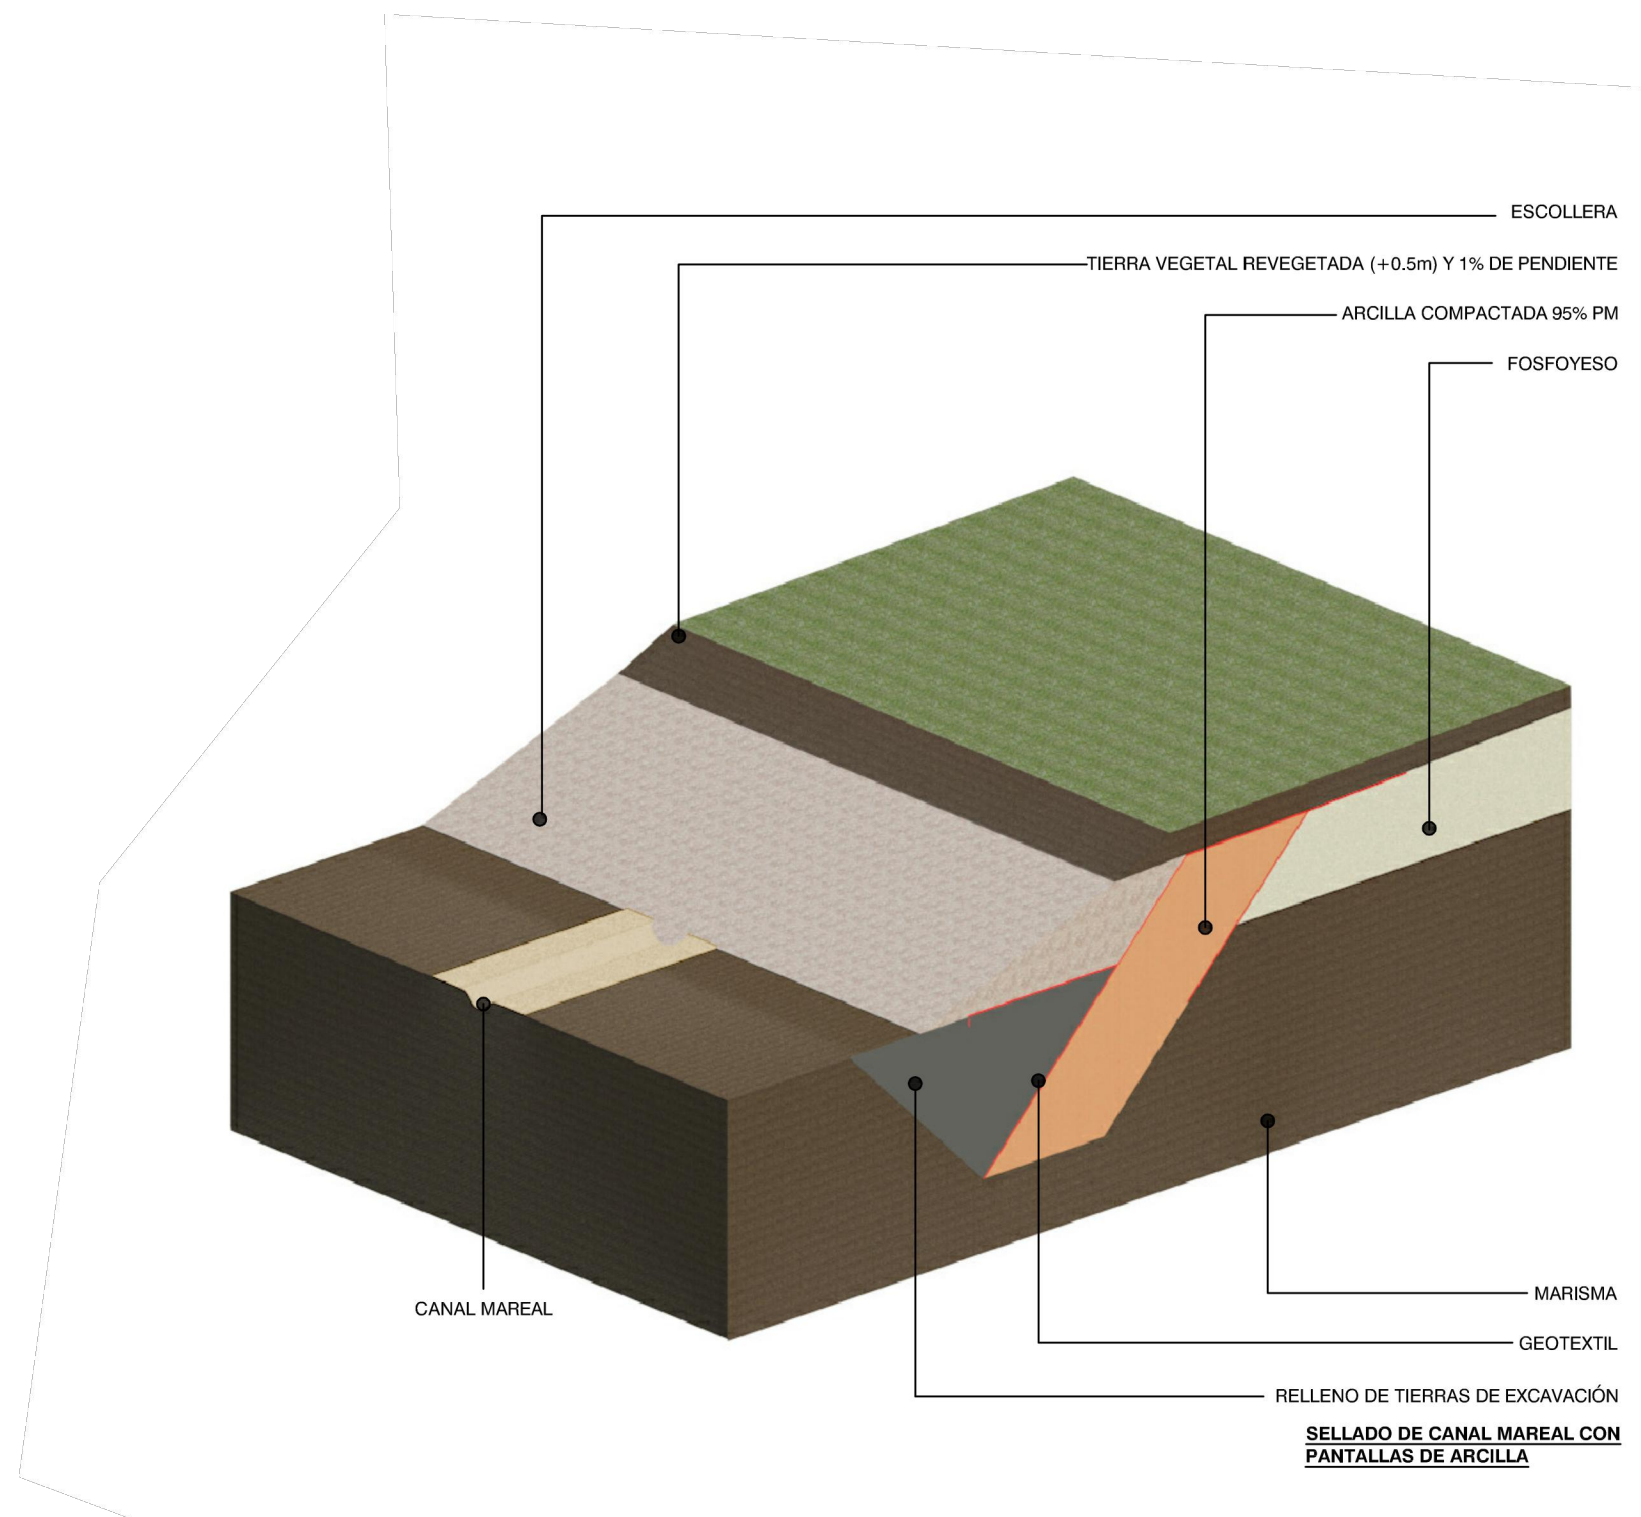 ESCOLLERA
TIERRA VEGETAL REVEGETADA (+0.5m) Y 1% DE PENDIENTE
ARCILLA COMPACTADA 95% PM
FOSFOYESO
CANAL MAREAL
MARISMA
GEOTEXTIL
RELLENO DE TIERRAS DE EXCAVACIÓN
SELLADO DE CANAL MAREAL CON
PANTALLAS DE ARCILLA